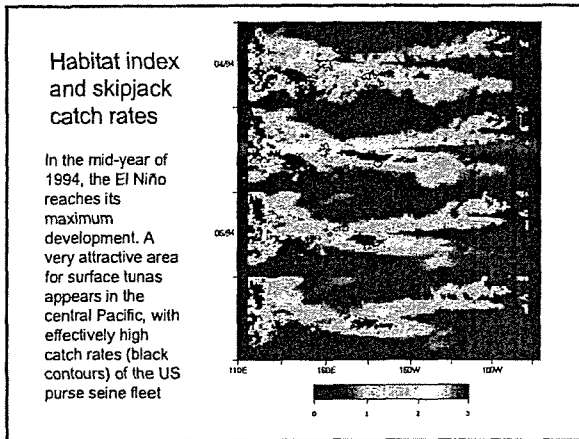 Habitat index
and skipjack
catch rates
In the mid-year of
1994, the El Niño
reaches its
maximum
development. A
very attractive area
for surface tunas
appears in the
central Pacific, with
effectively high
catch rates (black
contours) of the US
purse seine fleet
04/94
05/94
110E 160E 150W 100W
0 1 2 3